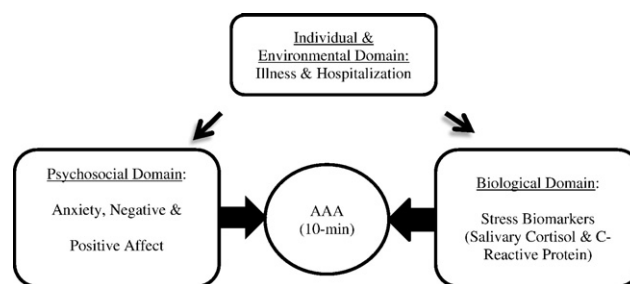 Individual &
Environmental Domain:
Illness & Hospitalization
Psychosocial Domain:
Anxiety, Negative &
Positive Affect
AAA
(10-min)
Biological Domain:
Stress Biomarkers
(Salivary Cortisol & C-
Reactive Protein)